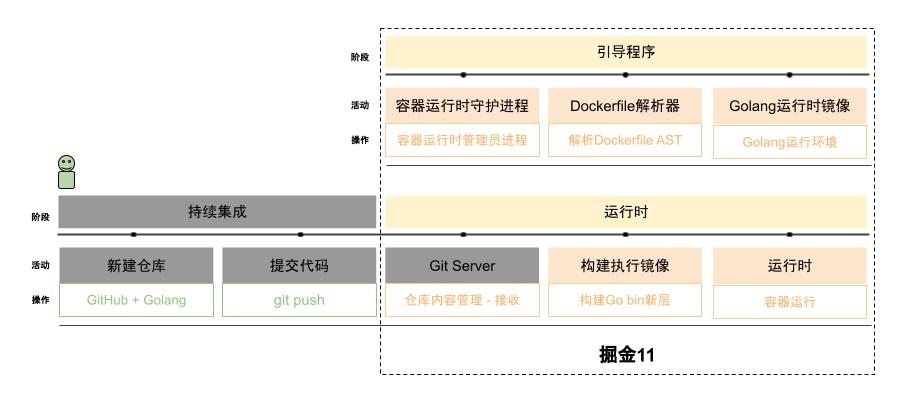 阶段
引导程序
活动
容器运行时守护进程
Dockerfile解析器
Golang运行时镜像
操作
容器运行时管理员进程
解析Dockerfile AST
Golang运行环境
阶段
持续集成
运行时
活动
新建仓库
提交代码
Git Server
构建执行镜像
运行时
操作
GitHub + Golang
git push
仓库内容管理 - 接收
构建Go bin新层
容器运行
掘金11